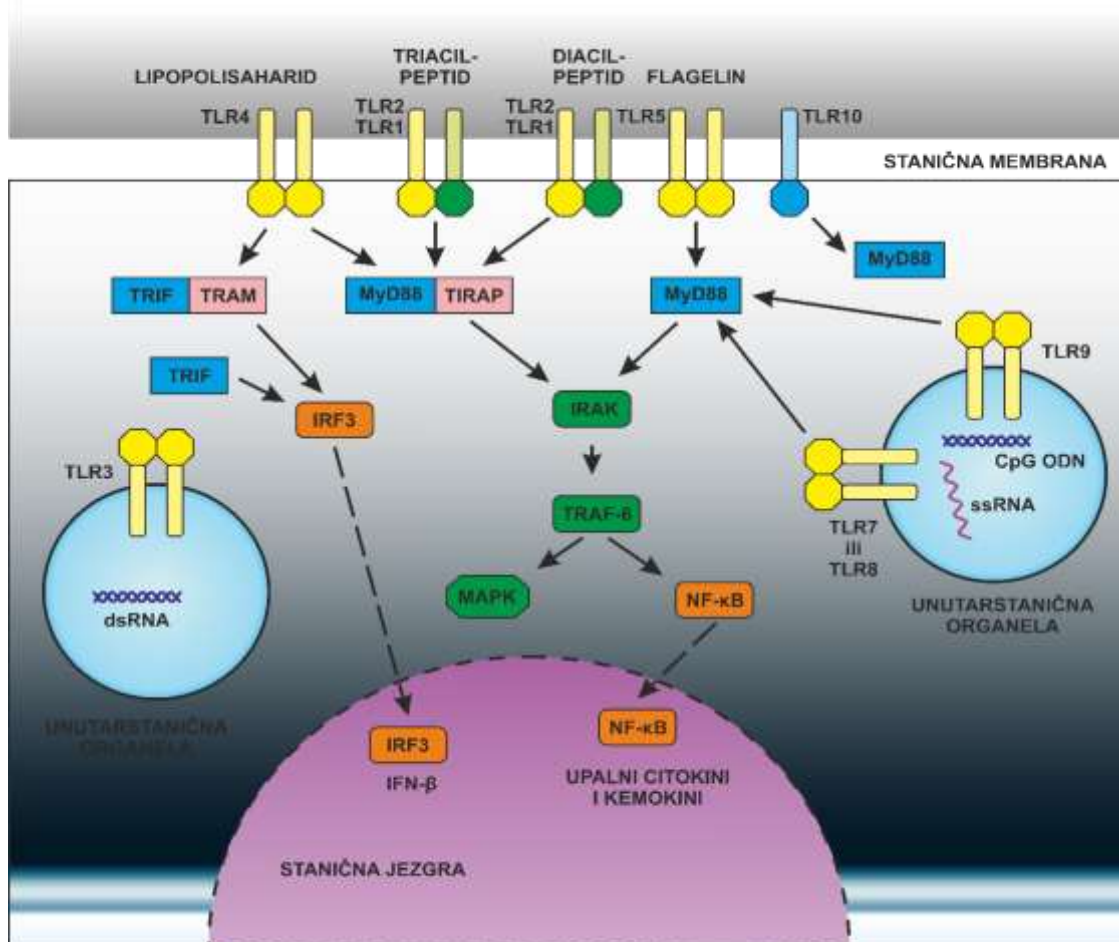 LIPOPOLISAHARID
TRIACIL-
PEPTID
DIACIL-
PEPTID
FLAGELIN
TLR4
TLR2
TLR1
TLR2
TLR1
TLR5
TLR10
STANIČNA MEMBRANA
TRIF TRAM
MyD88 TIRAP
MyD88
MyD88
TRIF
IRF3
IRAK
TLR9
TLR3
CpG ODN
ssRNA
TRAF-6
TLR7
ili
TLR8
dsRNA
MAPK
NF-κB
UNUTARSTANIČNA
ORGANELA
UNUTARSTANIČNA
ORGANELA
IRF3
IFN-β
NF-κB
UPALNI CITOKINI
I KEMOKINI
STANIČNA JEZGRA